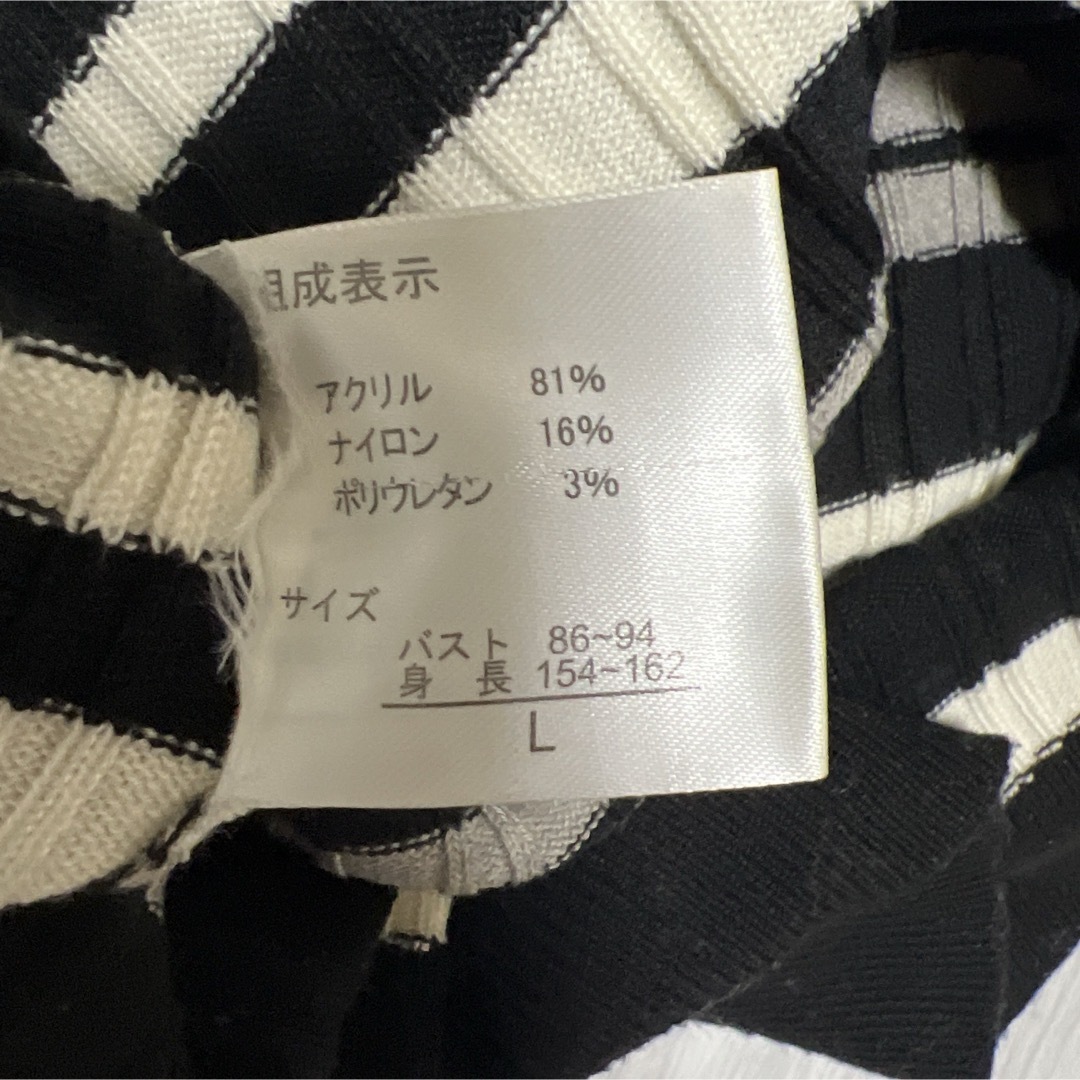 組成表示
アクリル 81%
ナイロン 16%
ポリウレタン 3%
サイズ
バスト 86~94
身長 154~162
L